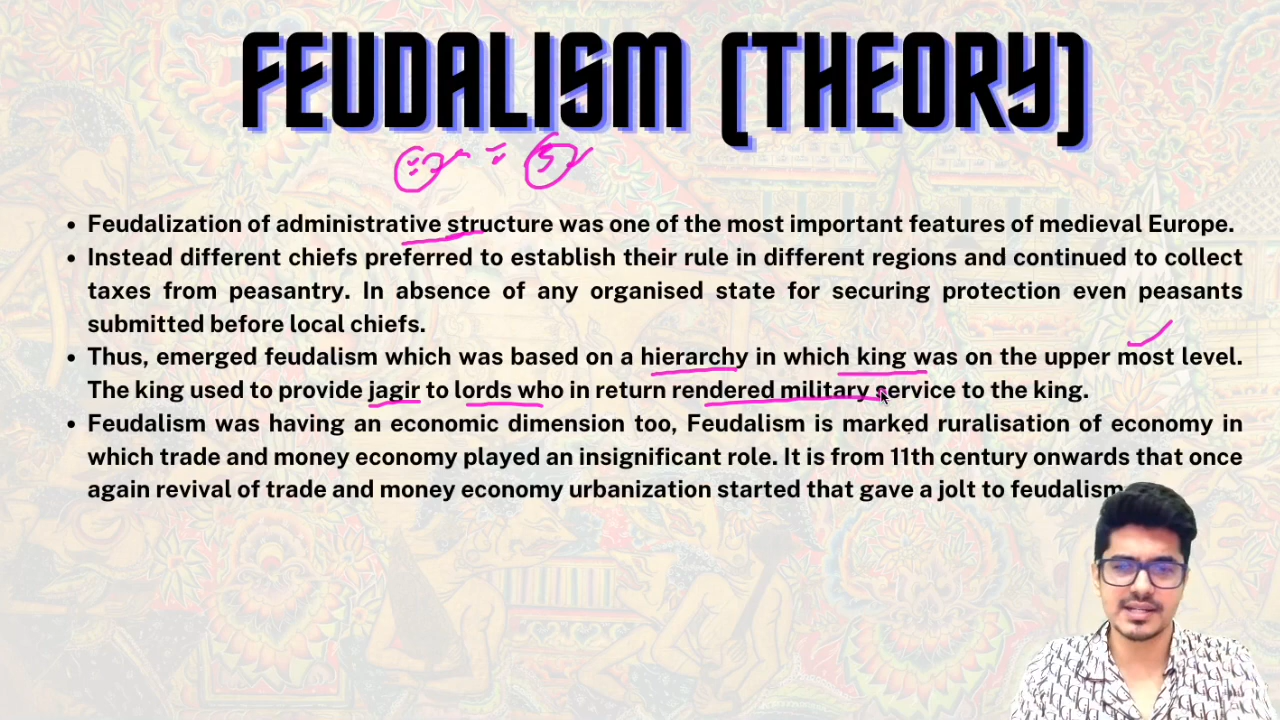 FEUDALISM (THEORY)
• Feudalization of administrative structure was one of the most important features of medieval Europe.
• Instead different chiefs preferred to establish their rule in different regions and continued to collect
taxes from peasantry. In absence of any organised state for securing protection even peasants
submitted before local chiefs.
• Thus, emerged feudalism which was based on a hierarchy in which king was on the upper most level.
The king used to provide jagir to lords who in return rendered military service to the king.
• Feudalism was having an economic dimension too, Feudalism is marked ruralisation of economy in
which trade and money economy played an insignificant role. It is from 11th century onwards that once
again revival of trade and money economy urbanization started that gave a jolt to feudalism